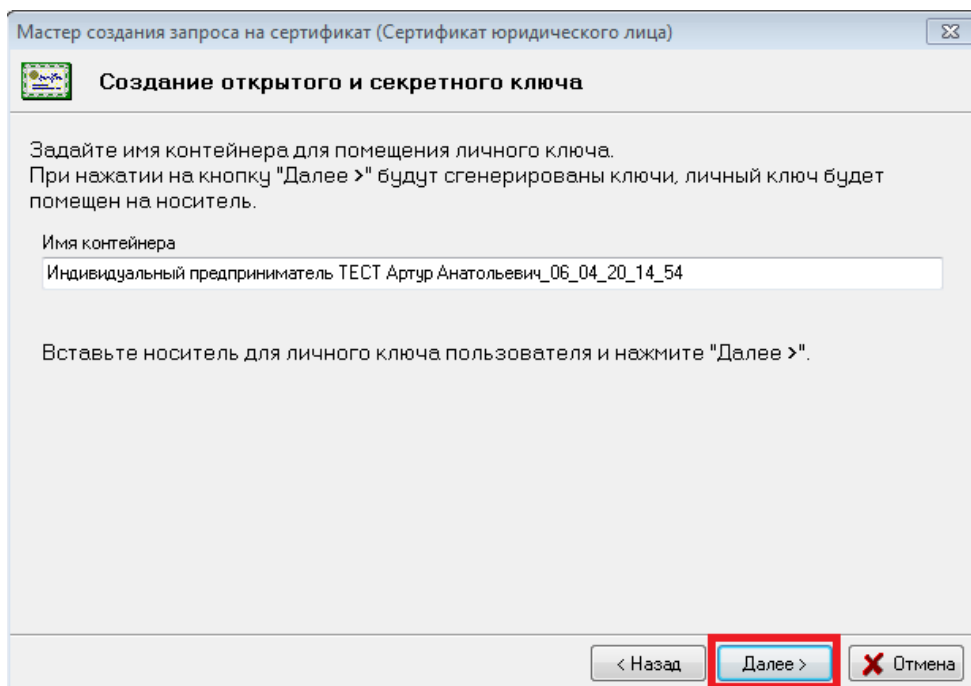 Мастер создания запроса на сертификат (Сертификат юридического лица)
Создание открытого и секретного ключа
Задайте имя контейнера для помещения личного ключа.
При нажатии на кнопку "Далее >" будут сгенерированы ключи, личный ключ будет
помещен на носитель.
Имя контейнера
Индивидуальный предприниматель ТЕСТ Артур Анатольевич_06_04_20_14_54
Вставьте носитель для личного ключа пользователя и нажмите "Далее >".
< Назад
Далее >
Отмена